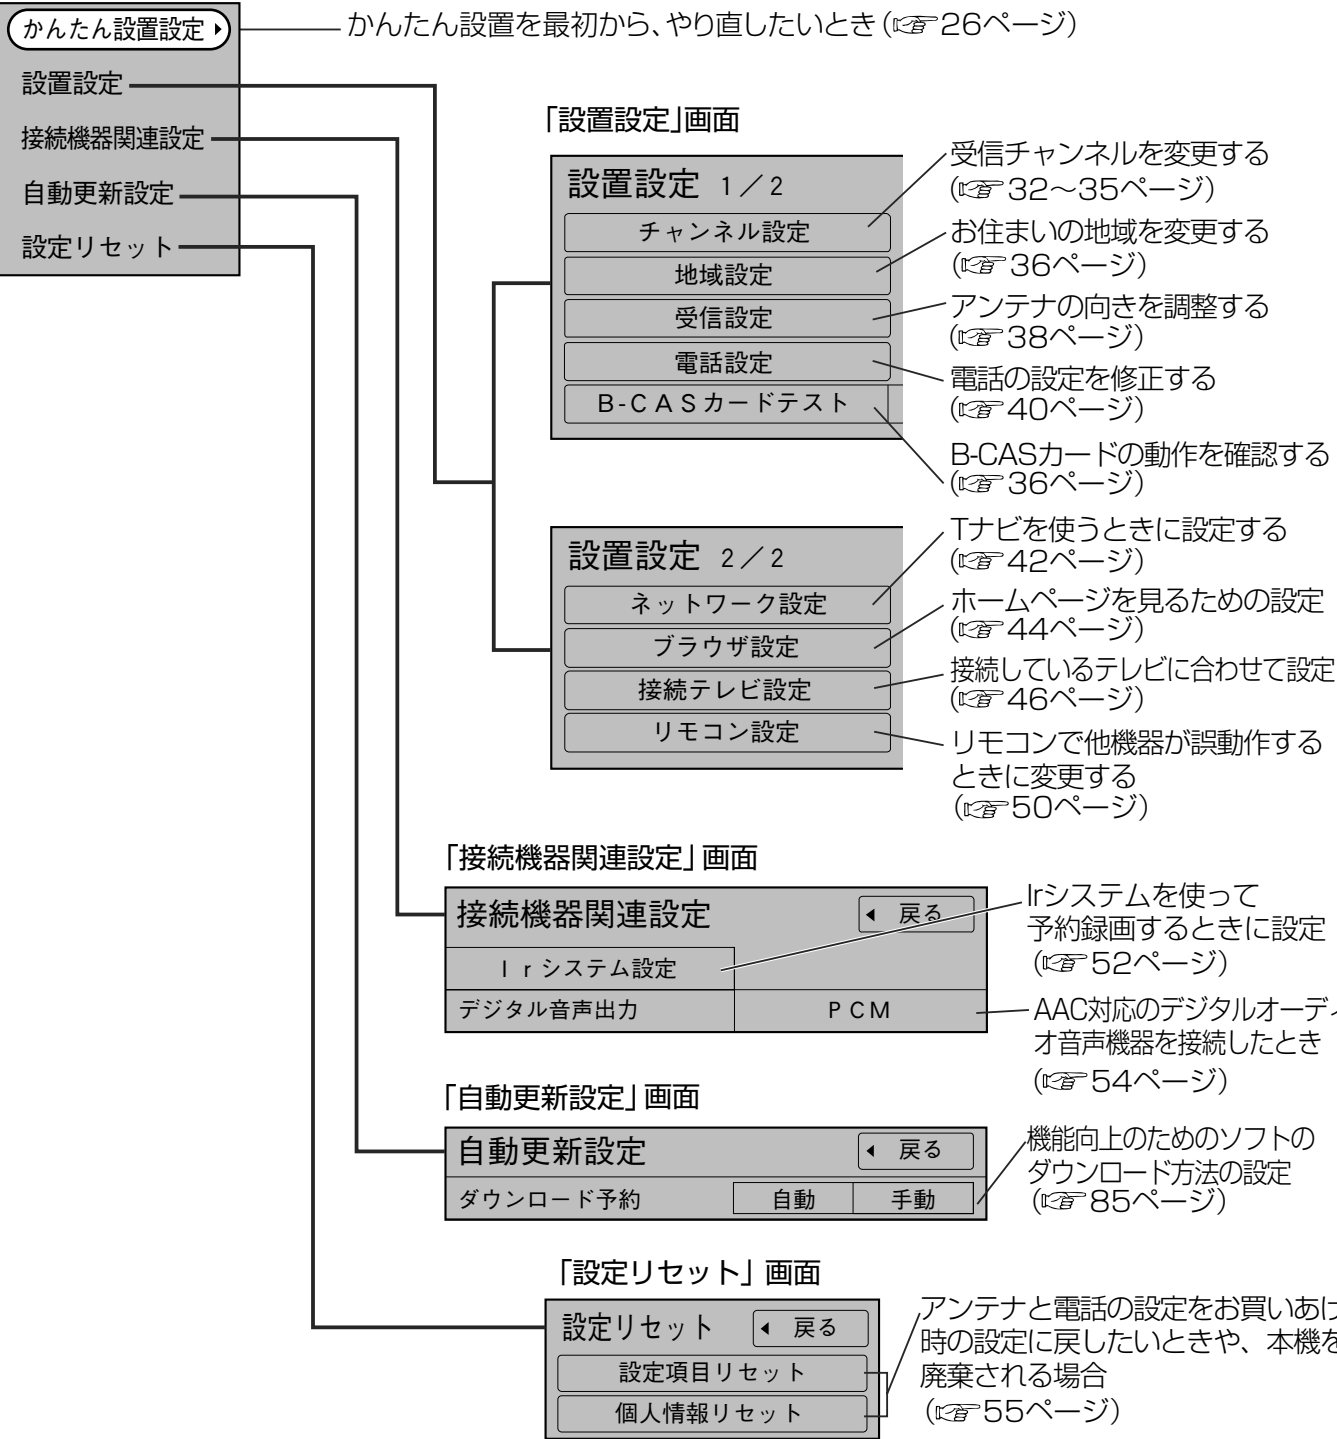 かんたん設置設定
かんたん設置を最初から、やり直したいとき(☞26ページ)
設置設定
接続機器関連設定
自動更新設定
設定リセット
「設置設定」画面
設置設定 1／2
チャンネル設定
地域設定
受信設定
電話設定
B-CASカードテスト
受信チャンネルを変更する
(☞32～35ページ)
お住まいの地域を変更する
(☞36ページ)
アンテナの向きを調整する
(☞38ページ)
電話の設定を修正する
(☞40ページ)
B-CASカードの動作を確認する
(☞36ページ)
設置設定 2／2
ネットワーク設定
ブラウザ設定
接続テレビ設定
リモコン設定
Tナビを使うときに設定する
(☞42ページ)
ホームページを見るための設定
(☞44ページ)
接続しているテレビに合わせて設定
(☞46ページ)
リモコンで他機器が誤動作する
ときに変更する
(☞50ページ)
「接続機器関連設定」画面
接続機器関連設定
戻る
Irシステム設定
デジタル音声出力
PCM
Irシステムを使って
予約録画するときに設定
(☞52ページ)
AAC対応のデジタルオーディ
オ音声機器を接続したとき
(☞54ページ)
「自動更新設定」画面
自動更新設定
戻る
ダウンロード予約
自動
手動
機能向上のためのソフトの
ダウンロード方法の設定
(☞85ページ)
「設定リセット」画面
設定リセット
戻る
設定項目リセット
個人情報リセット
アンテナと電話の設定をお買いあげ
時の設定に戻したいときや、本機を
廃棄される場合
(☞55ページ)